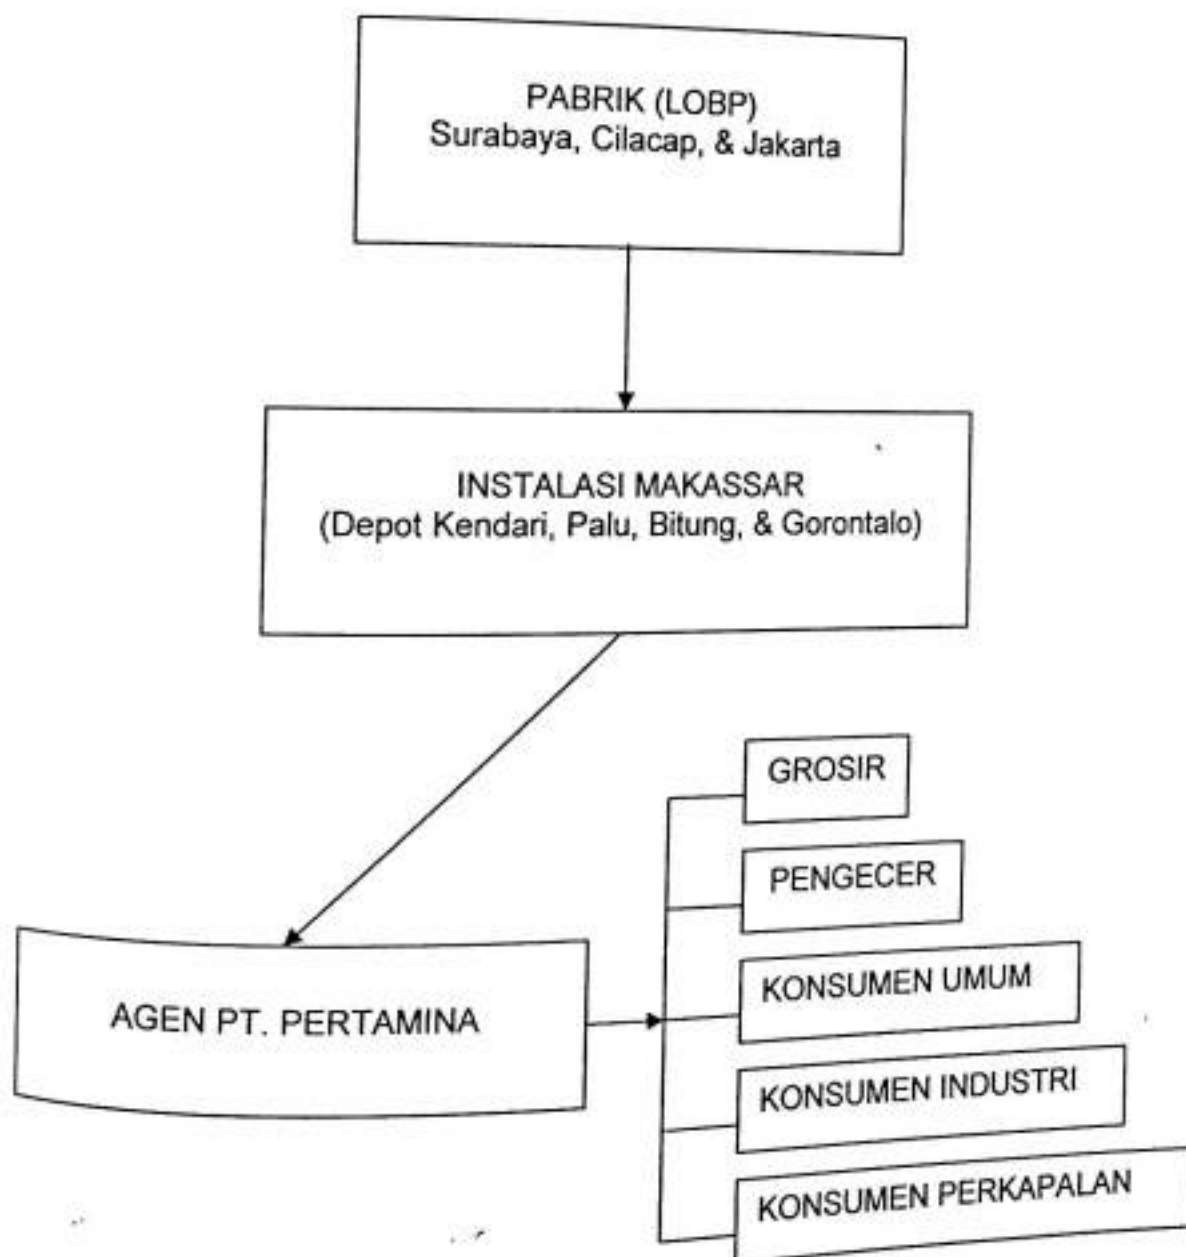 PABRIK (LOBP)
Surabaya, Cilacap, & Jakarta
INSTALASI MAKASSAR
(Depot Kendari, Palu, Bitung, & Gorontalo)
AGEN PT. PERTAMINA
GROSIR
PENGECER
KONSUMEN UMUM
KONSUMEN INDUSTRI
KONSUMEN PERKAPALAN